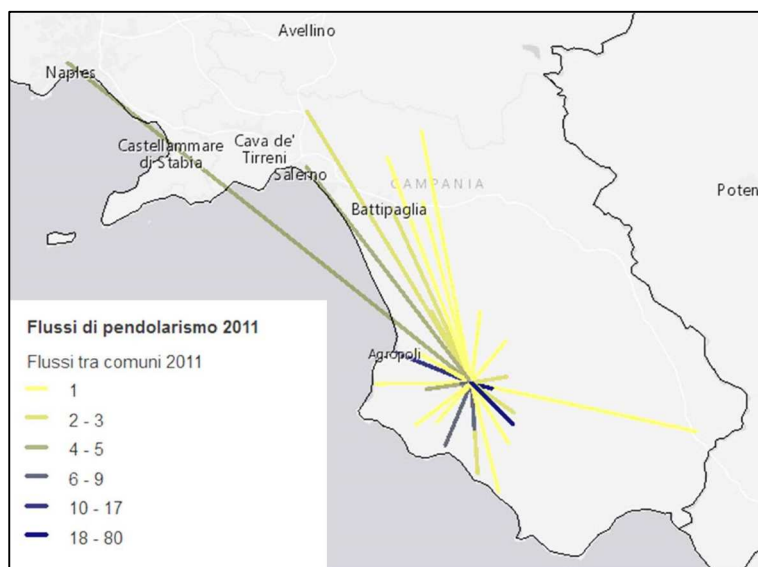 Avellino
Naples
Castellammare
di Stabia
Cava de'
Tirreni
Salerno
CAMPANIA
Battipaglia
Poten
Agropoli
Flussi di pendolarismo 2011
Flussi tra comuni 2011
1
2 - 3
4 - 5
6 - 9
10 - 17
18 - 80